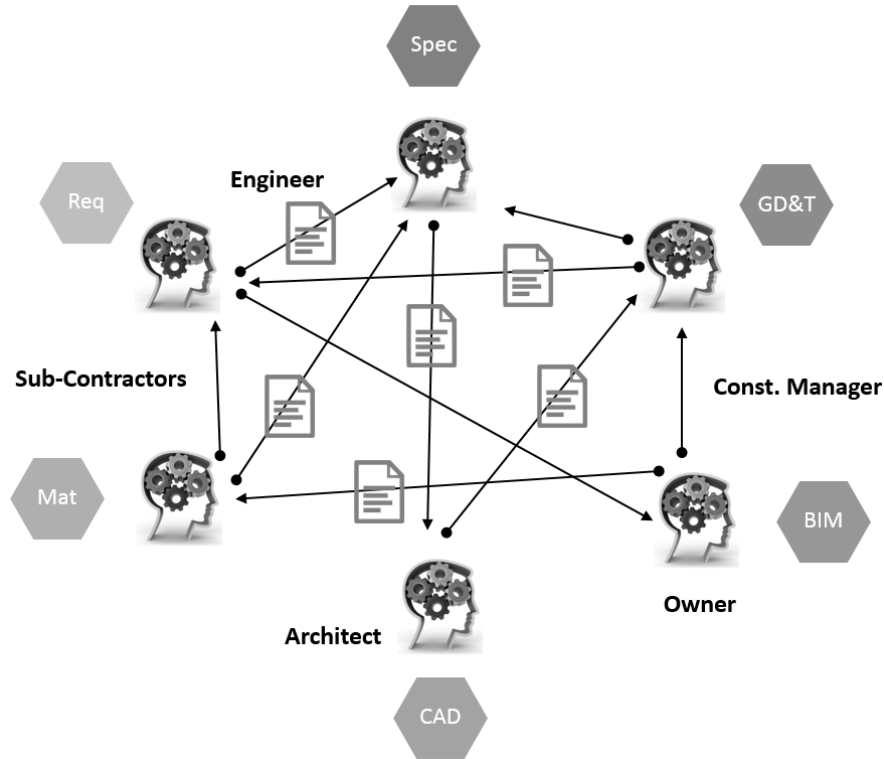 Spec
Engineer
Req
GD&T
Sub-Contractors
Const. Manager
Mat
BIM
Owner
Architect
CAD